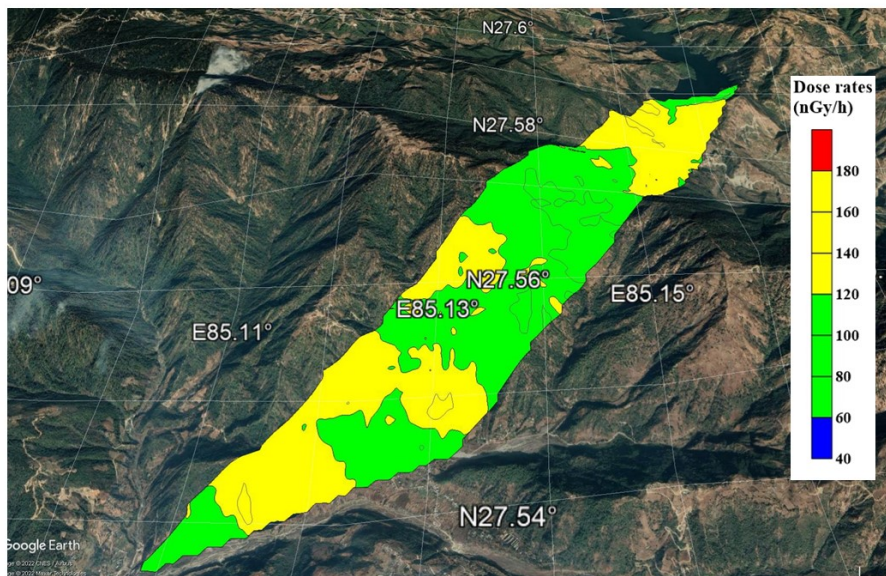 N27.6°
Dose rates
(nGy/h)
N27.58°
180
160
140
120
100
80
60
40
09°
N27.56°
E85.13°
E85.15°
E85.11°
N27.54°
Google Earth